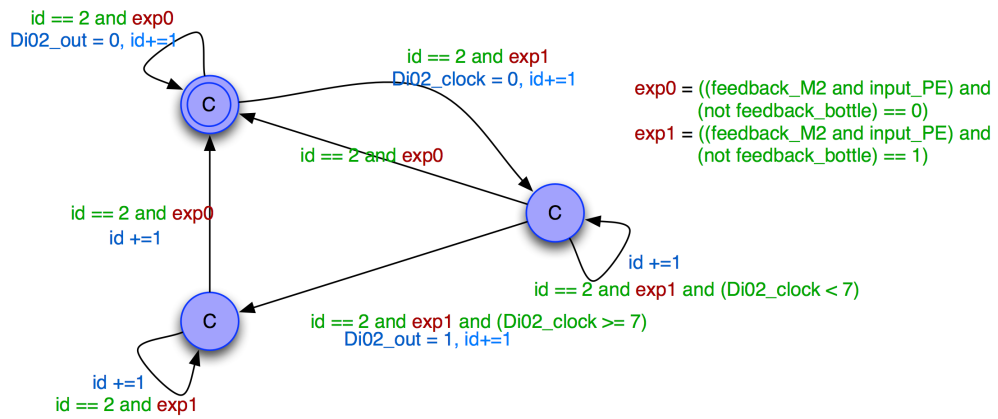 id == 2 and exp0
Di02_out = 0, id+=1
C
id == 2 and exp1
Di02_clock = 0, id+=1
exp0 = ((feedback_M2 and input_PE) and
(not feedback_bottle) == 0)
exp1 = ((feedback_M2 and input_PE) and
(not feedback_bottle) == 1)
id == 2 and exp0
C
id == 2 and exp0
id +=1
id +=1
id == 2 and exp1 and (Di02_clock < 7)
C
id == 2 and exp1 and (Di02_clock >= 7)
Di02_out = 1, id+=1
id +=1
id == 2 and exp1